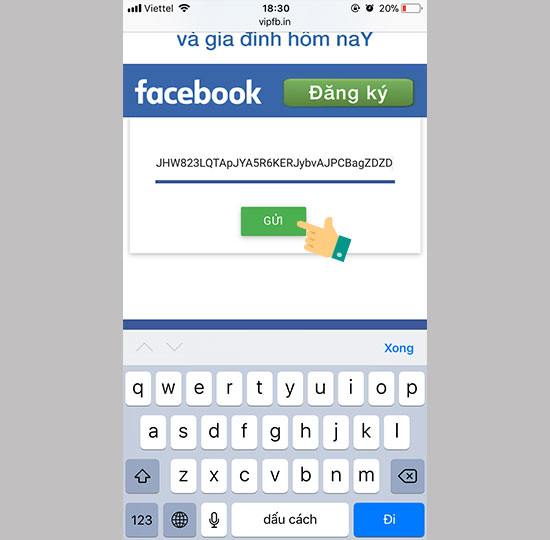 Viettel 18:30 20%
vipfb.in
và gia đình hôm naY
facebook Đăng ký
JHW823LQTApJYA5R6KERJybvAJPCBagZDZD
GỬI
Xong
q w e r t y u i o p
a s d f g h j k l
z x c v b n m
123 dấu cách Đi